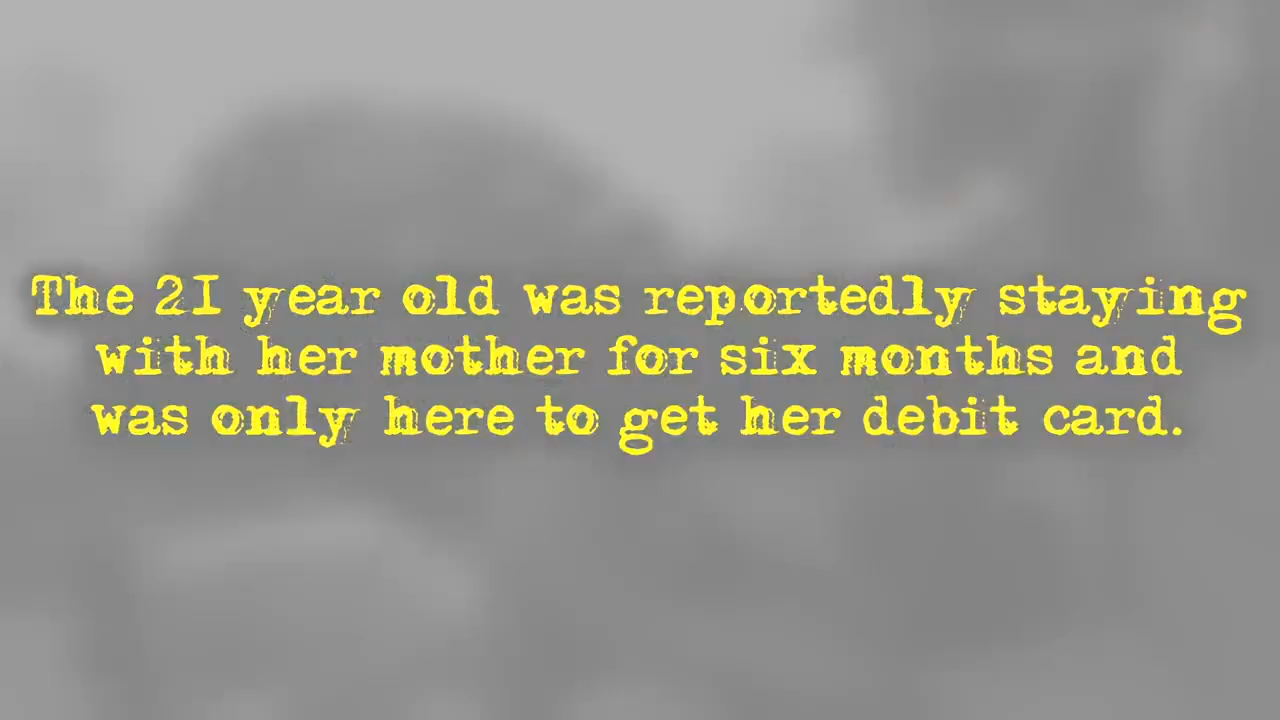 The 21 year old was reportedly staying
with her mother for six months and
was only here to get her debit card.